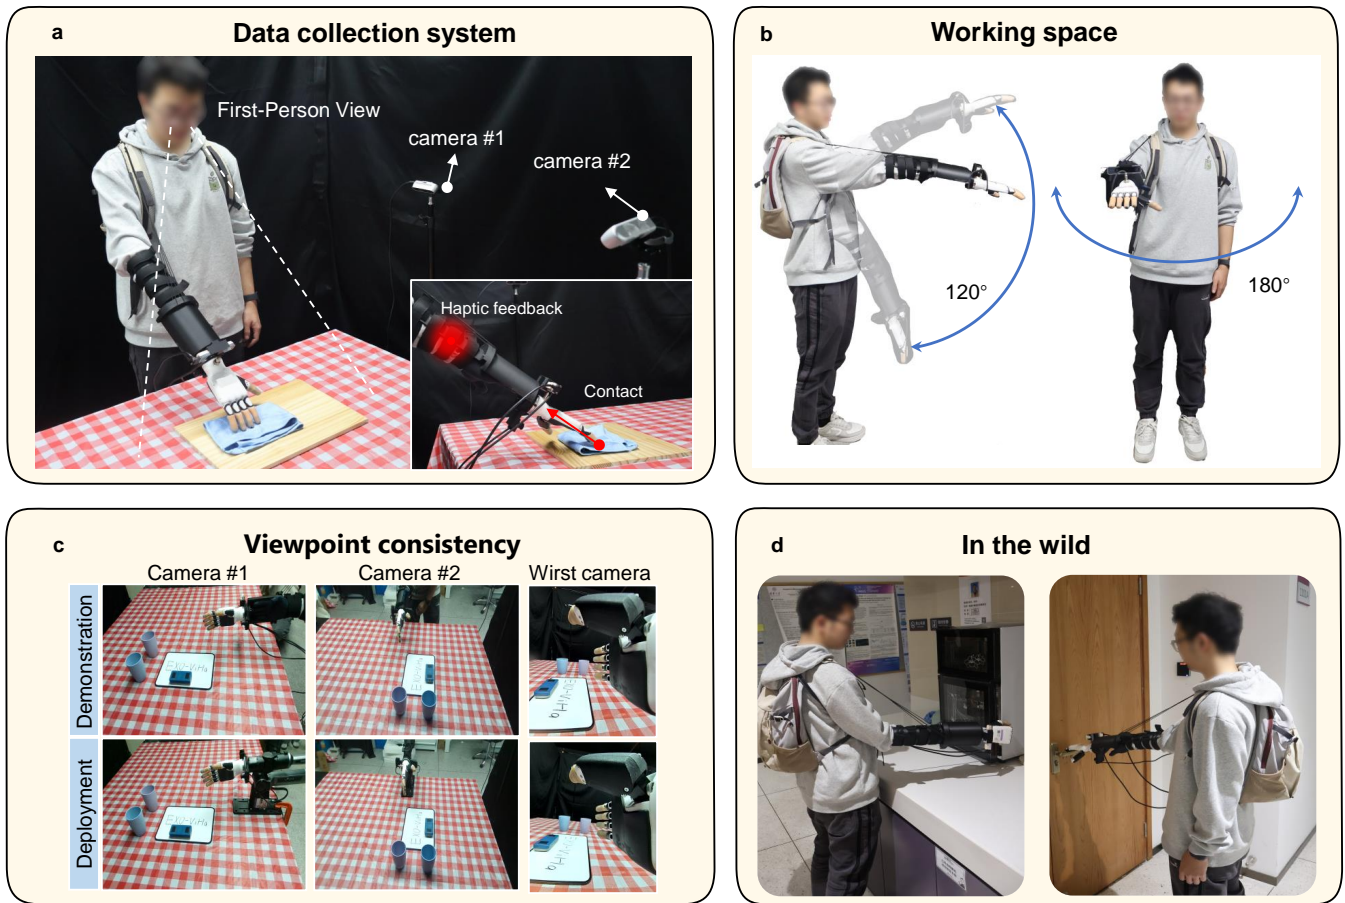 a
Data collection system
First-Person View
camera #1
camera #2
Haptic feedback
Contact
b
Working space
120°
180°
c
Viewpoint consistency
Camera #1
Camera #2
Wirst camera
Demonstration
Deployment
d
In the wild